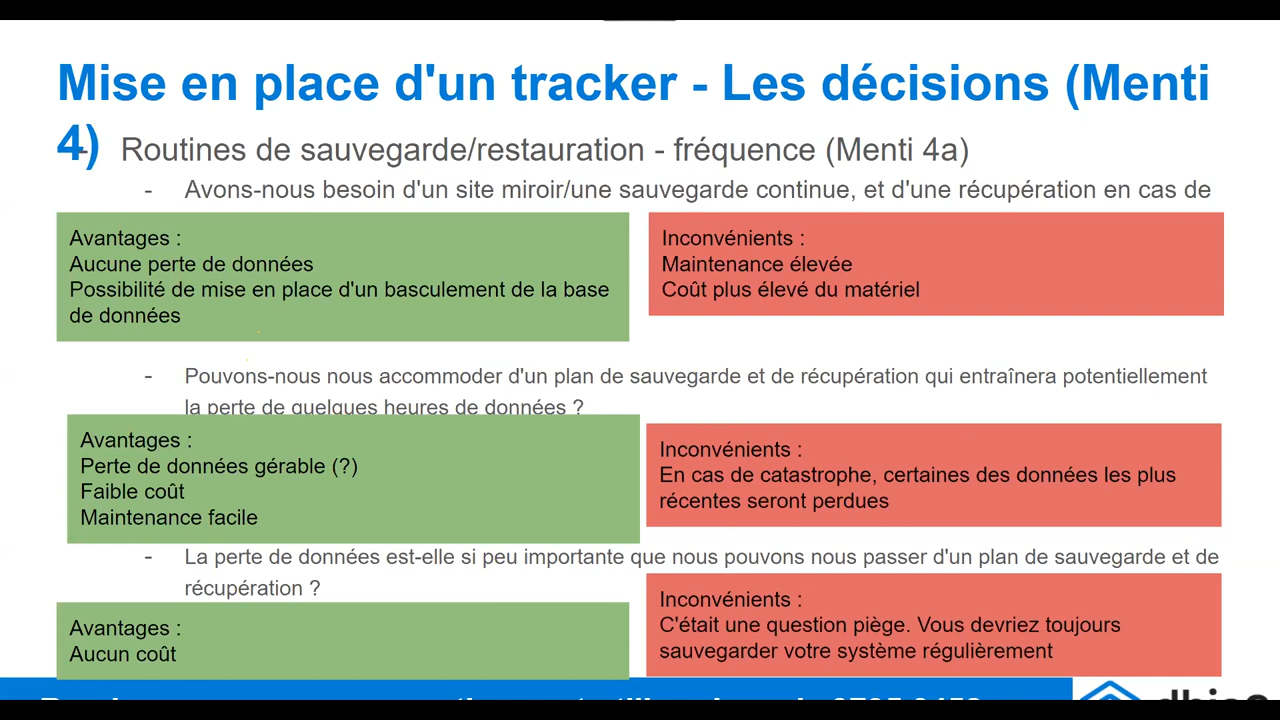 Mise en place d'un tracker - Les décisions (Menti
4)
- Routines de sauvegarde/restauration - fréquence (Menti 4a)
- Avons-nous besoin d'un site miroir/une sauvegarde continue, et d'une récupération en cas de
Avantages :
Aucune perte de données
Possibilité de mise en place d'un basculement de la base
de données
Inconvénients :
Maintenance élevée
Coût plus élevé du matériel
- Pouvons-nous nous accommoder d'un plan de sauvegarde et de récupération qui entraînera potentiellement
la perte de quelques heures de données ?
Avantages :
Perte de données gérable (?)
Faible coût
Maintenance facile
Inconvénients :
En cas de catastrophe, certaines des données les plus
récentes seront perdues
- La perte de données est-elle si peu importante que nous pouvons nous passer d'un plan de sauvegarde et de
récupération ?
Avantages :
Aucun coût
Inconvénients :
C'était une question piège. Vous devriez toujours
sauvegarder votre système régulièrement